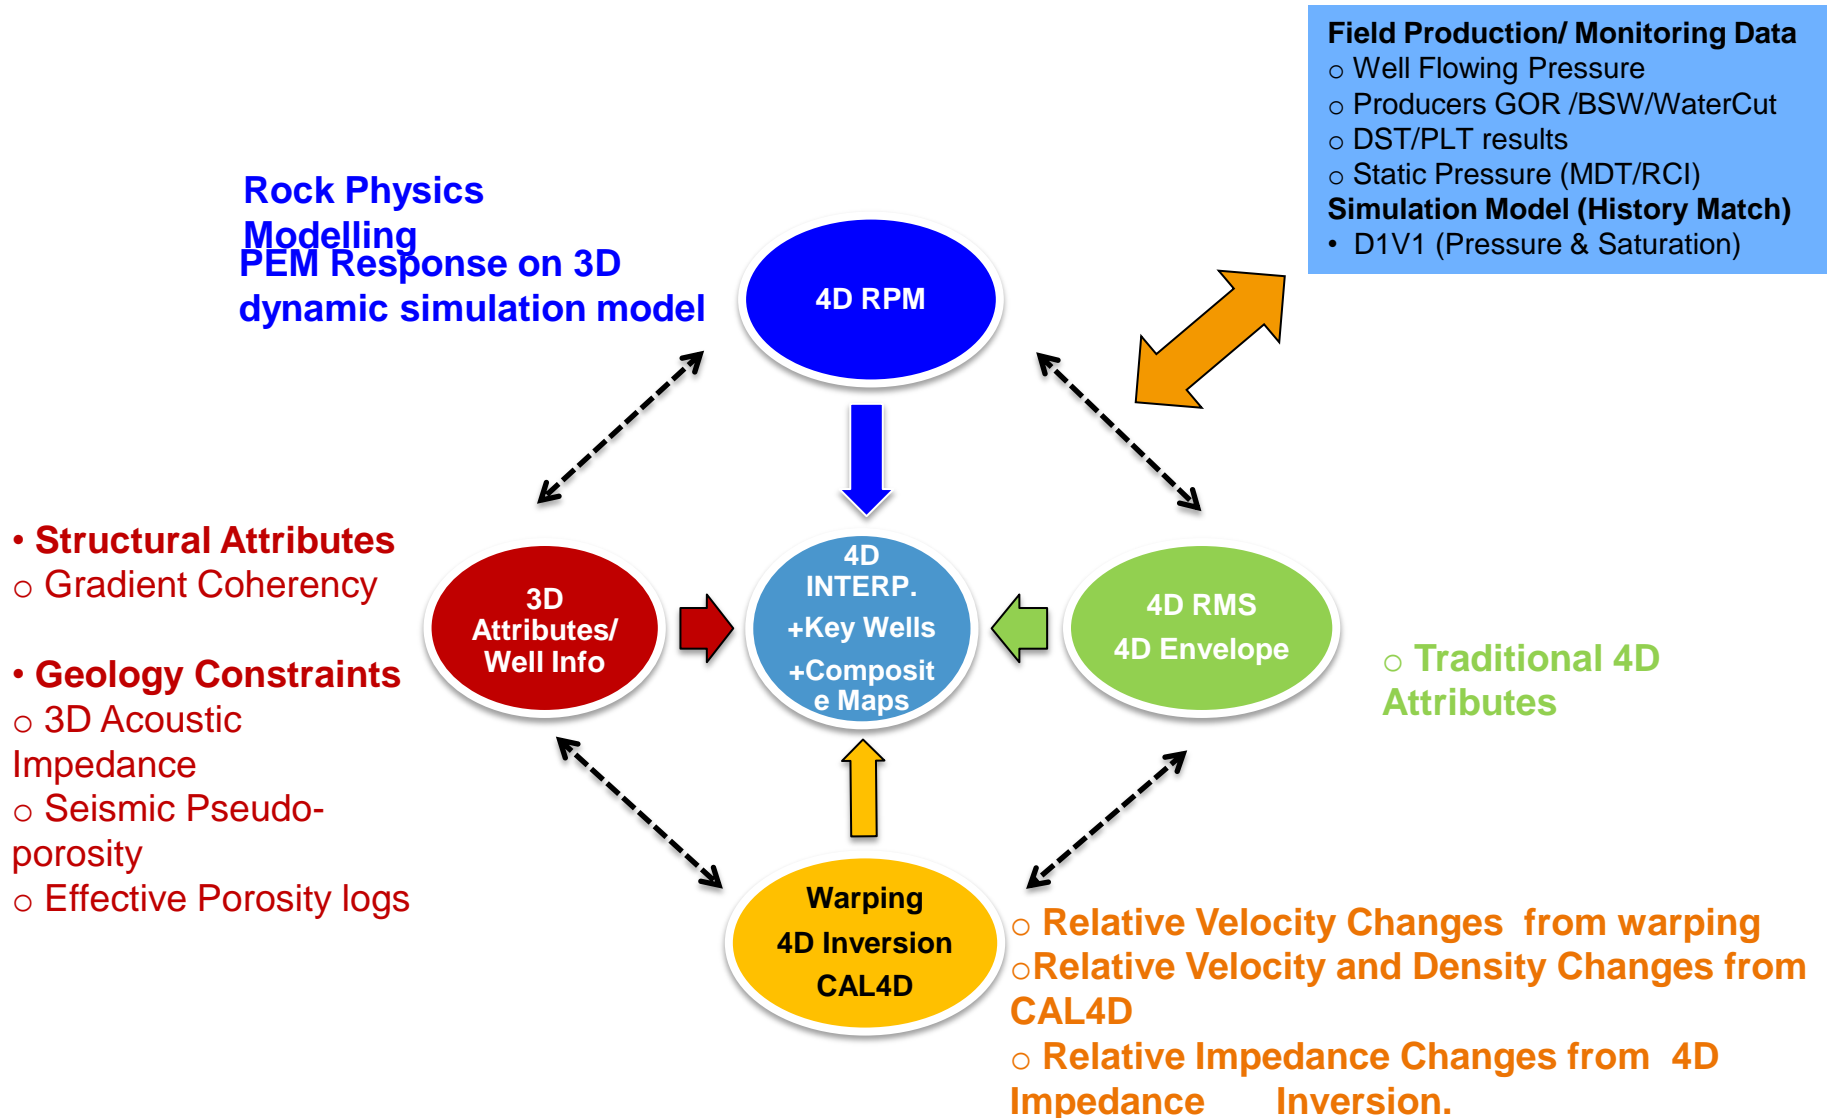 Field Production/ Monitoring Data
o Well Flowing Pressure
o Producers GOR /BSW/WaterCut
o DST/PLT results
o Static Pressure (MDT/RCI)
Simulation Model (History Match)
• D1V1 (Pressure & Saturation)
Rock Physics
Modelling
PEM Response on 3D
dynamic simulation model
4D RPM
• Structural Attributes
o Gradient Coherency
• Geology Constraints
o 3D Acoustic
Impedance
o Seismic Pseudo-
porosity
o Effective Porosity logs
3D
Attributes/
Well Info
4D
INTERP.
+Key Wells
+Composit
e Maps
4D RMS
4D Envelope
o Traditional 4D
Attributes
Warping
4D Inversion
CAL4D
o Relative Velocity Changes  from warping
oRelative Velocity and Density Changes from
CAL4D
o Relative Impedance Changes from  4D
Impedance      Inversion.